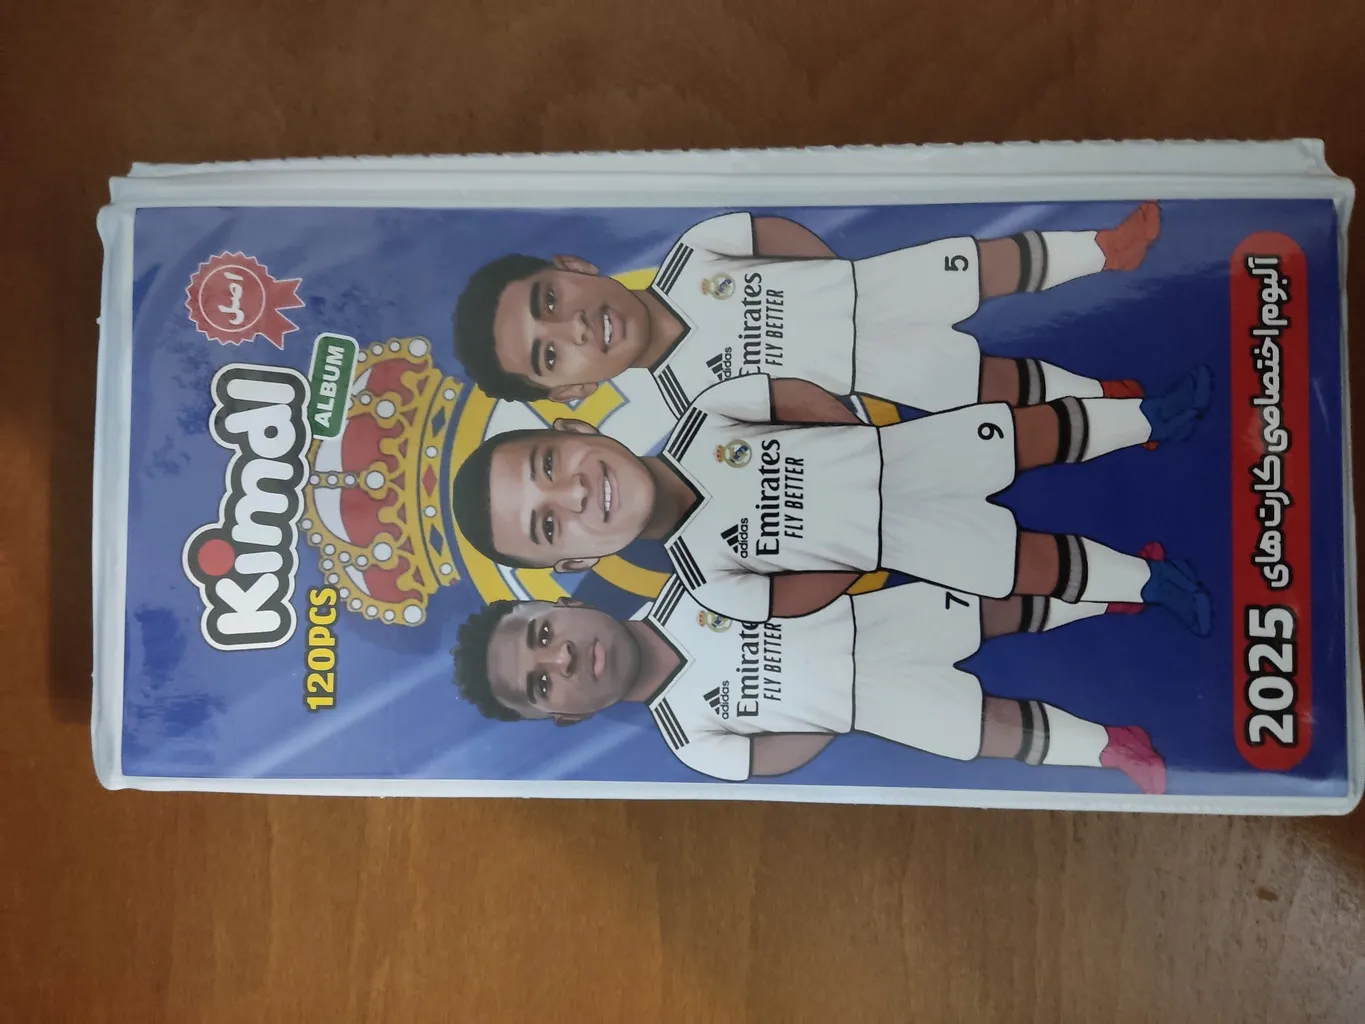 اصل
Kimdl
ALBUM
120PCS
adidas
Emirates
FLY BETTER
7
adidas
Emirates
FLY BETTER
9
adidas
Emirates
FLY BETTER
5
آلبوم اختصاصی کارت‌های 2025